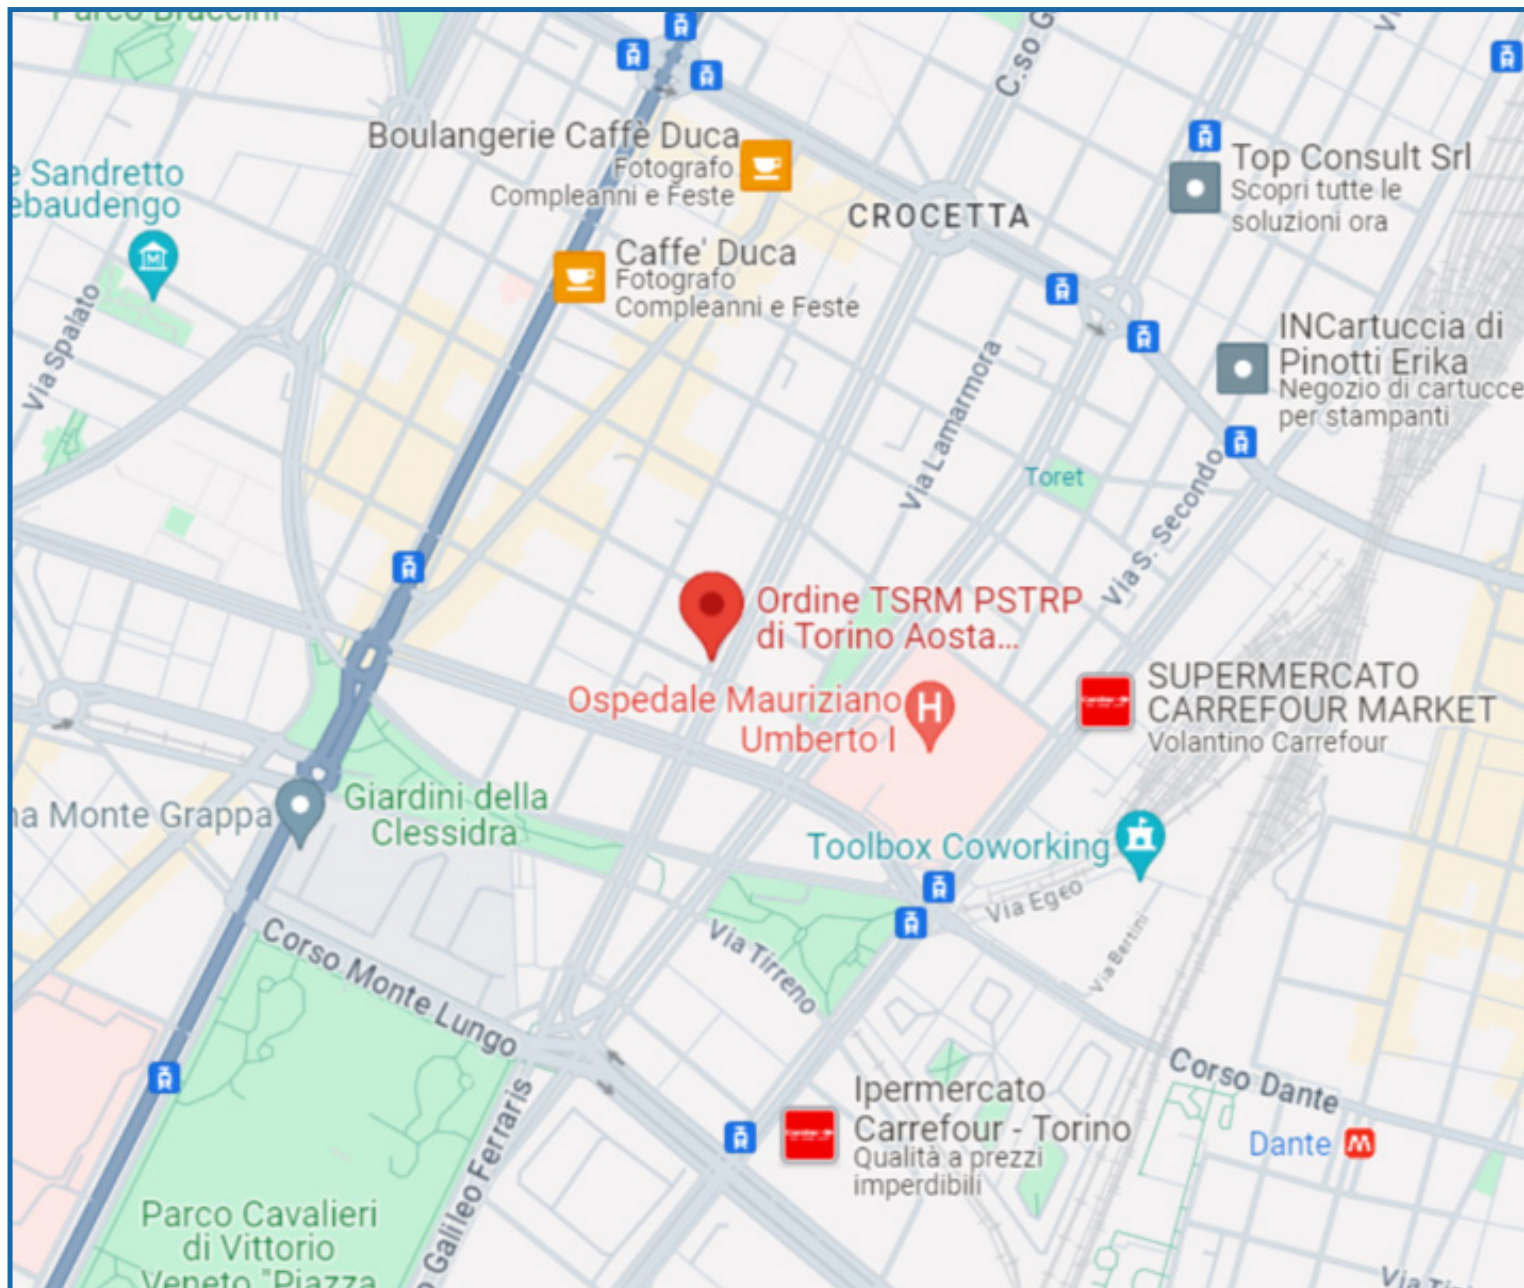 Parco Braccini
C.so G
Boulangerie Caffè Duca
Fotografo
Compleanni e Feste
Top Consult Srl
Scopri tutte le
soluzioni ora
e Sandretto
ebaudengo
CROCETTA
Caffe' Duca
Fotografo
Compleanni e Feste
Via Spalato
INCartuccia di
Pinotti Erika
Negozio di cartucce
per stampanti
Via Lamarmora
Toret
Via S. Secondo
Ordine TSRM PSTRP
di Torino Aosta...
Ospedale Mauriziano
Umberto I
SUPERMERCATO
CARREFOUR MARKET
Volantino Carrefour
na Monte Grappa
Giardini della
Clessidra
Toolbox Coworking
Via Egeo
Via Bertini
Via Tirreno
Corso Monte Lungo
Corso Dante
Ipermercato
Carrefour - Torino
Qualità a prezzi
imperdibili
Dante
o Galileo Ferraris
Parco Cavalieri
di Vittorio
Veneto "Piazza